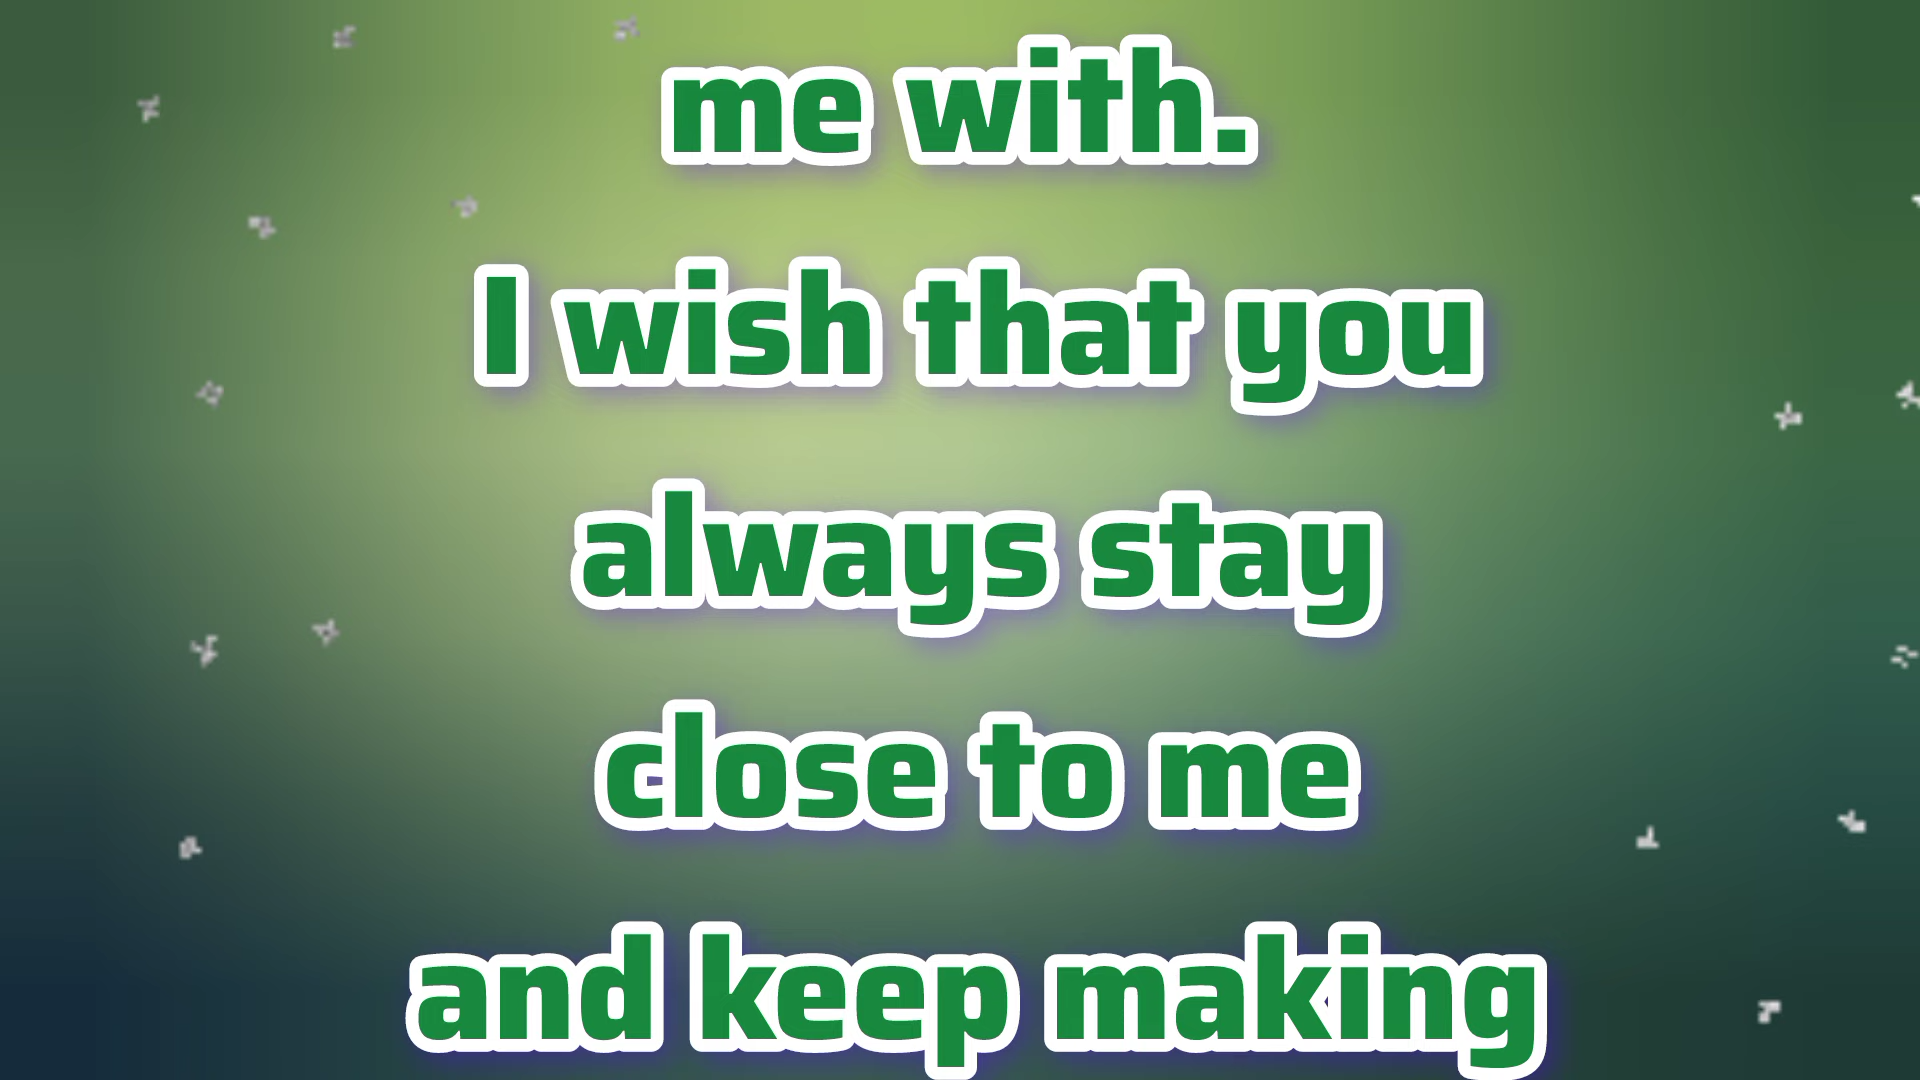 me with.
I wish that you
always stay
close to me
and keep making